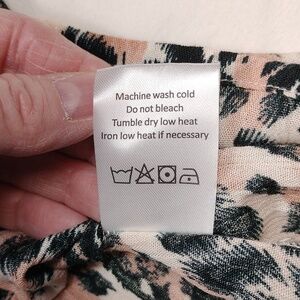 Machine wash cold
Do not bleach
Tumble dry low heat
Iron low heat if necessary